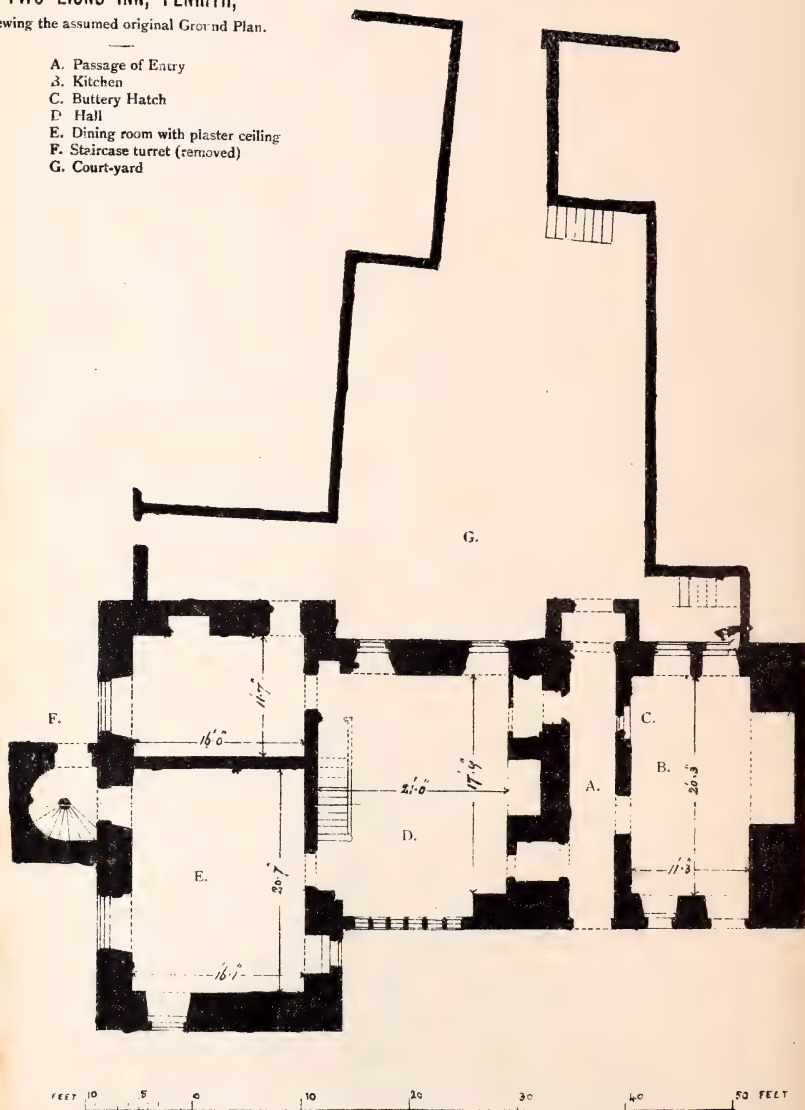 INN,
ewing the assumed original Ground Plan.
A. Passage of Entry
B. Kitchen
C. Buttery Hatch
D Hall
E. Dining room with plaster ceiling
F. Staircase turret (removed)
G. Court-yard
G.
F.
11'·7"
16'·0"
C.
B.
A.
21'·0"
17'·9"
20·3"
D.
E.
20·7"
11'·3"
16'·1"
FEET 10 5 0 10 20 30 40 50 FEET